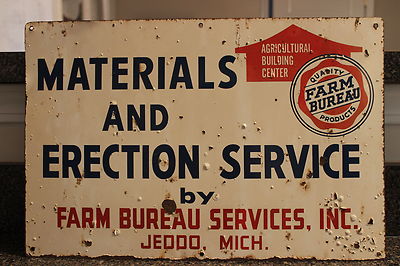 AGRICULTURAL
BUILDING
CENTER
QUALITY
FARM
BUREAU
PRODUCTS
MATERIALS
AND
ERECTION SERVICE
by
FARM BUREAU SERVICES, INC.
JEDDO, MICH.